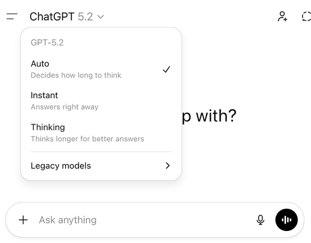 ChatGPT 5.2
GPT-5.2
Auto
Decides how long to think
Instant
Answers right away
p with?
Thinking
Thinks longer for better answers
Legacy models
Ask anything